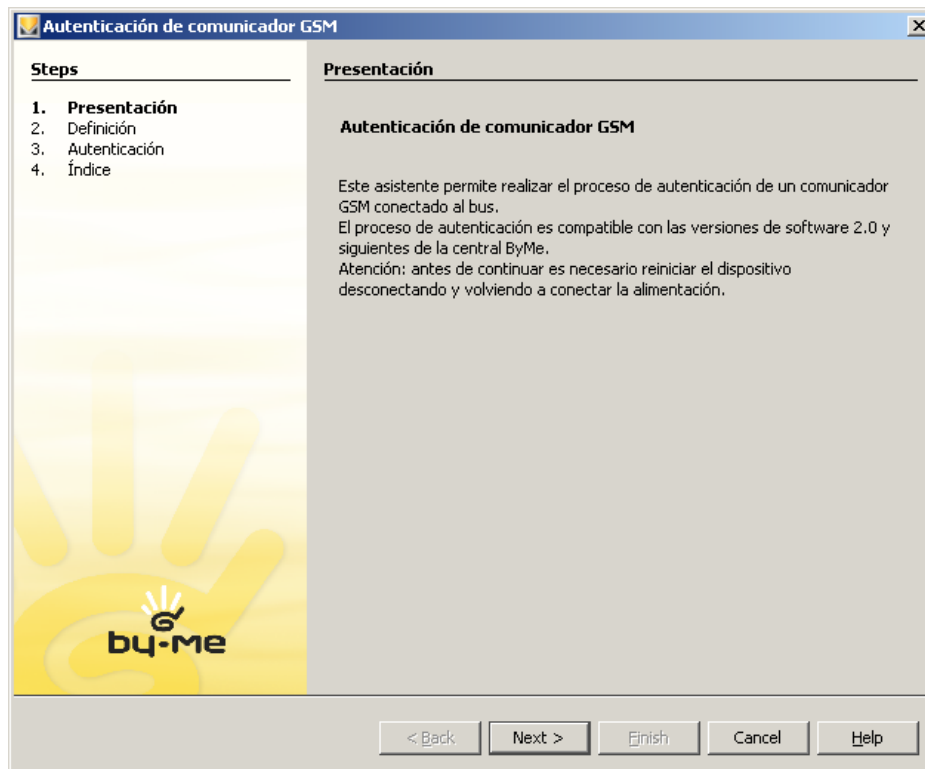 Autenticación de comunicador GSM
Steps
1. Presentación
2. Definición
3. Autenticación
4. Índice
Presentación
Autenticación de comunicador GSM
Este asistente permite realizar el proceso de autenticación de un comunicador
GSM conectado al bus.
El proceso de autenticación es compatible con las versiones de software 2.0 y
siguientes de la central ByMe.
Atención: antes de continuar es necesario reiniciar el dispositivo
desconectando y volviendo a conectar la alimentación.
by-me
< Back
Next >
Finish
Cancel
Help